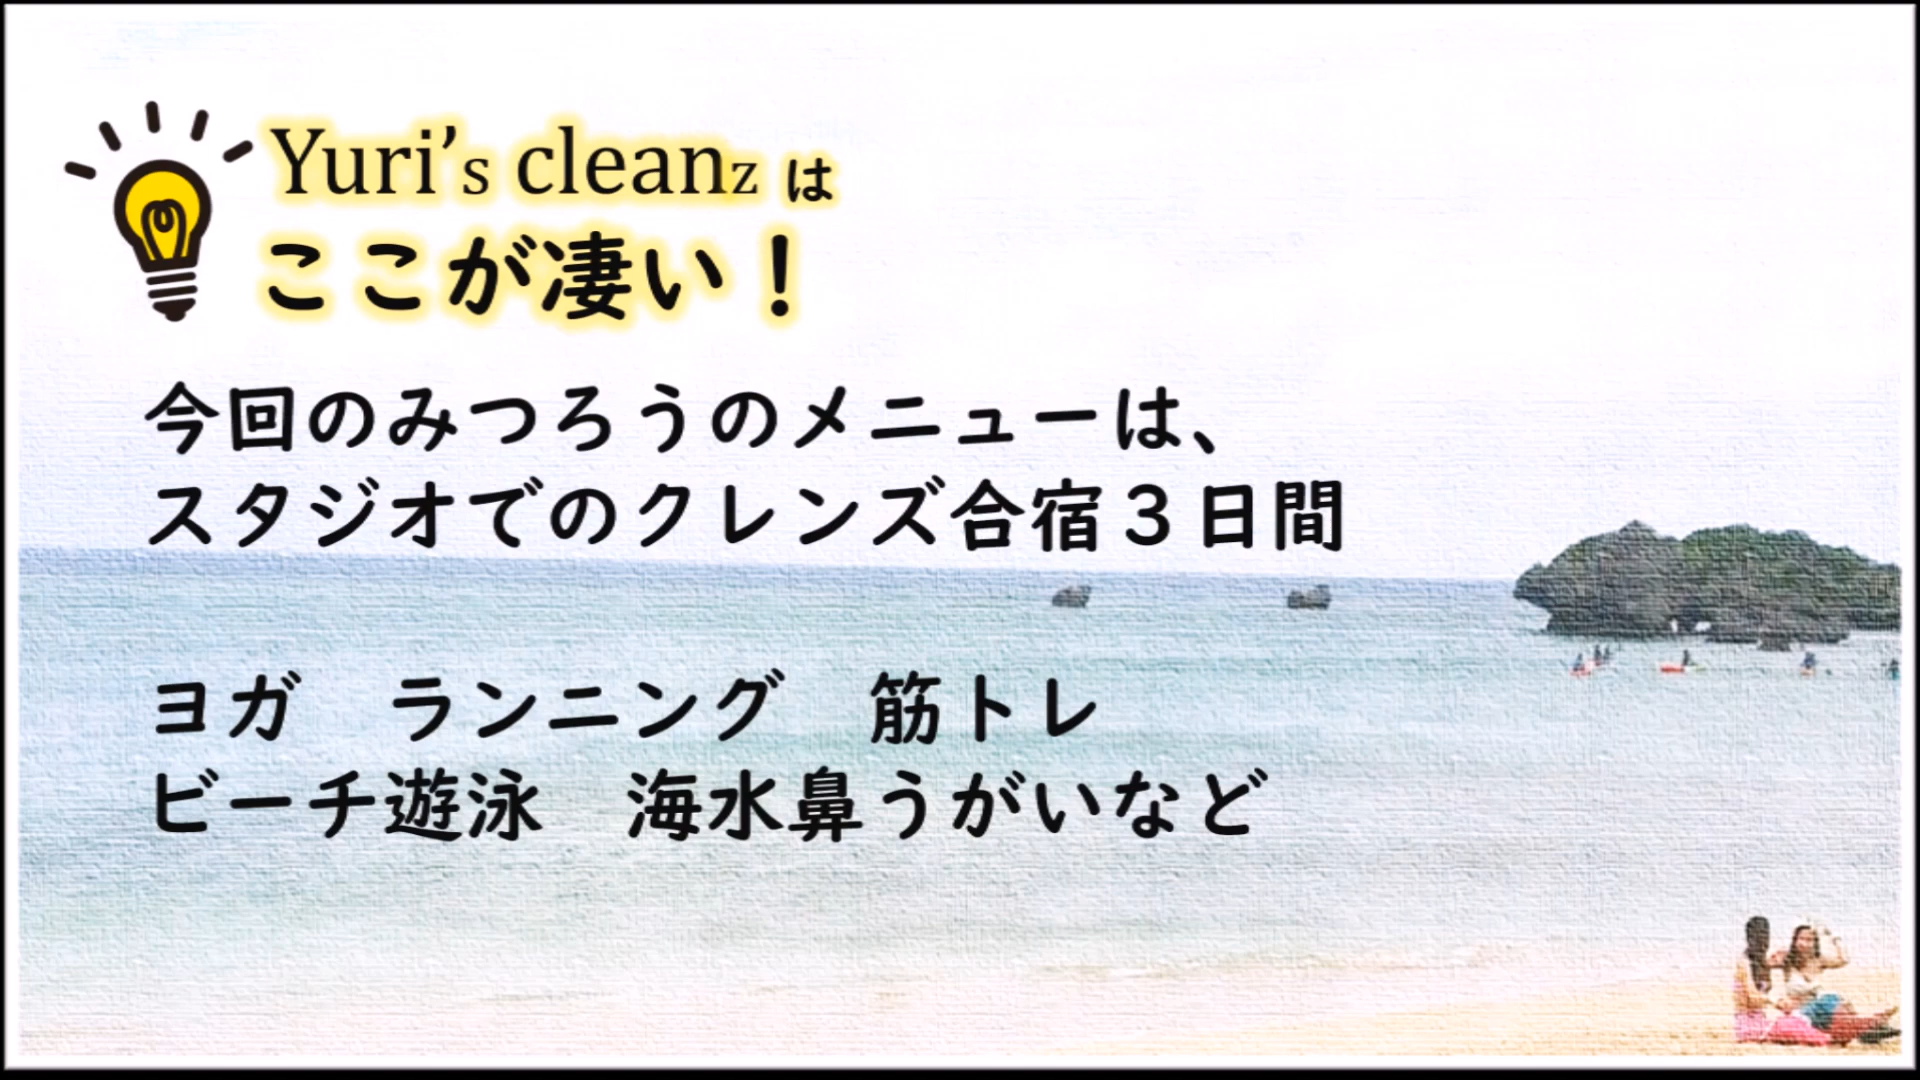 Yuri's cleanz は
ここが凄い！
今回のみつろうのメニューは、
スタジオでのクレンズ合宿３日間
ヨガ　ランニング　筋トレ
ビーチ遊泳　海水鼻うがいなど